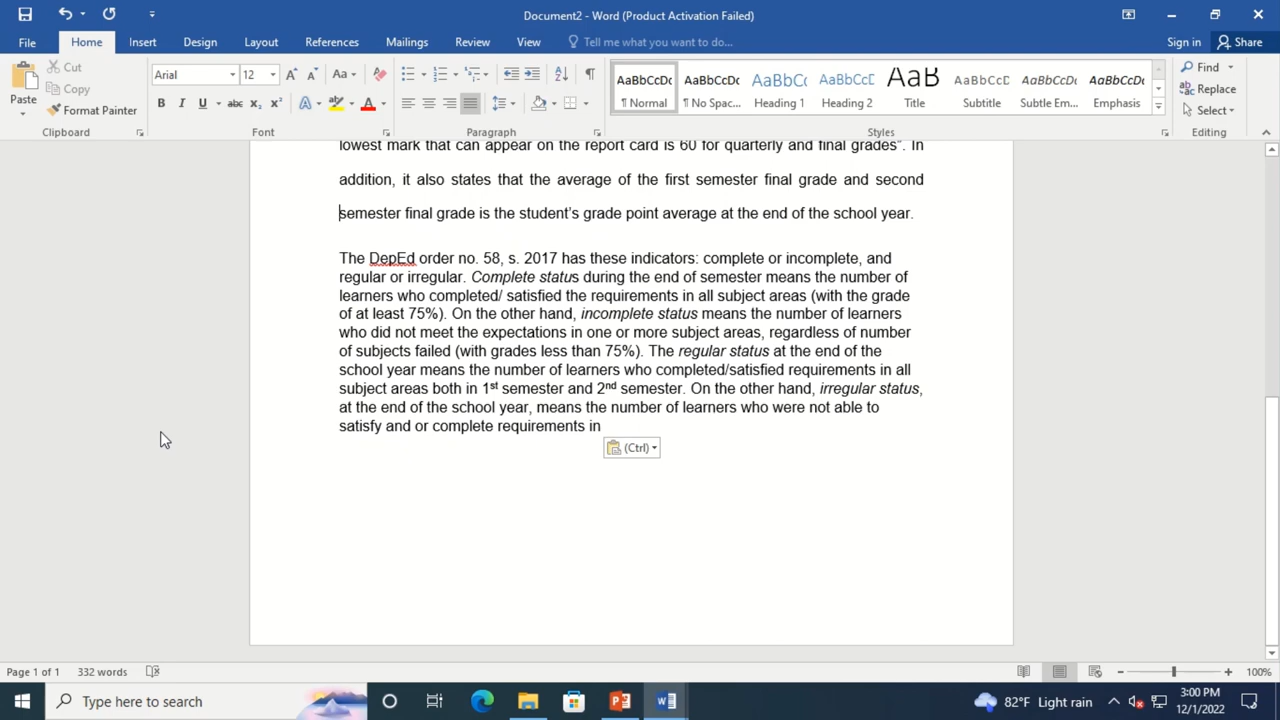 Document2 - Word (Product Activation Failed)
File Home Insert Design Layout References Mailings Review View Tell me what you want to do... Sign in Share
Paste Cut Copy Format Painter Clipboard
Arial 12 Aa A A B I U abc x₂ x² A A Font
Paragraph
AaBbCcDc ¶ Normal
AaBbCcDc ¶ No Spac...
AaBbCc Heading 1
AaBbCcC Heading 2
AaB Title
AaBbCcC Subtitle
AaBbCcDc Subtle Em...
AaBbCcDc Emphasis
Styles
Find Replace Select Editing
lowest mark that can appear on the report card is 60 for quarterly and final grades”. In
addition, it also states that the average of the first semester final grade and second
semester final grade is the student’s grade point average at the end of the school year.
The DepEd order no. 58, s. 2017 has these indicators: complete or incomplete, and
regular or irregular. Complete status during the end of semester means the number of
learners who completed/ satisfied the requirements in all subject areas (with the grade
of at least 75%). On the other hand, incomplete status means the number of learners
who did not meet the expectations in one or more subject areas, regardless of number
of subjects failed (with grades less than 75%). The regular status at the end of the
school year means the number of learners who completed/satisfied requirements in all
subject areas both in 1st semester and 2nd semester. On the other hand, irregular status,
at the end of the school year, means the number of learners who were not able to
satisfy and or complete requirements in
(Ctrl)
Page 1 of 1 332 words 100%
Type here to search 82°F Light rain 3:00 PM
12/1/2022